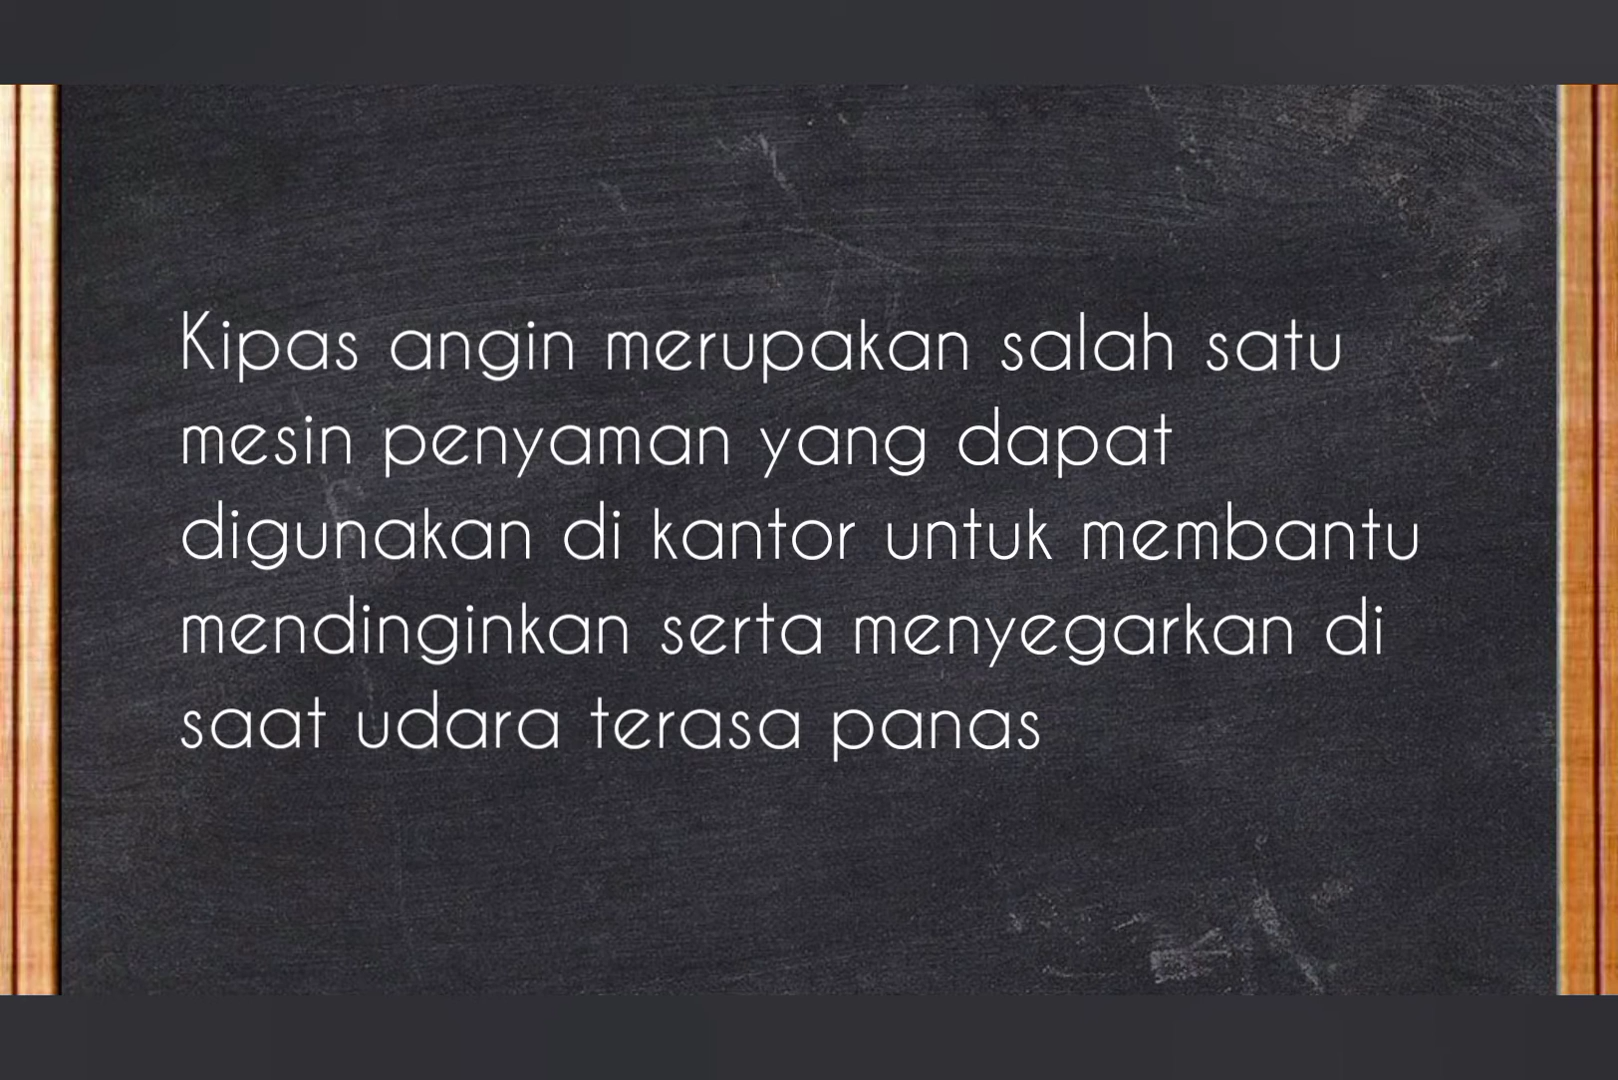 Kipas angin merupakan salah satu
mesin penyaman yang dapat
digunakan di kantor untuk membantu
mendinginkan serta menyegarkan di
saat udara terasa panas